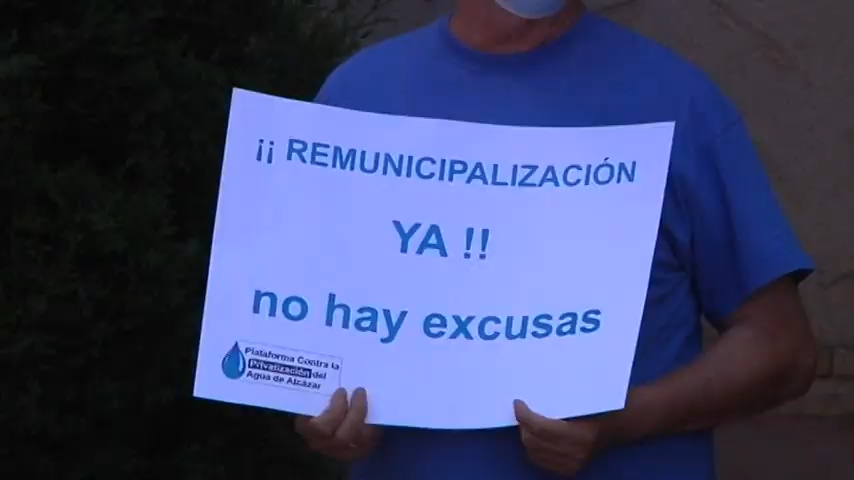 ¡¡ REMUNICIPALIZACIÓN
YA !!
no hay excusas
Plataforma Contra la
Privatización del
Agua de Alcázar